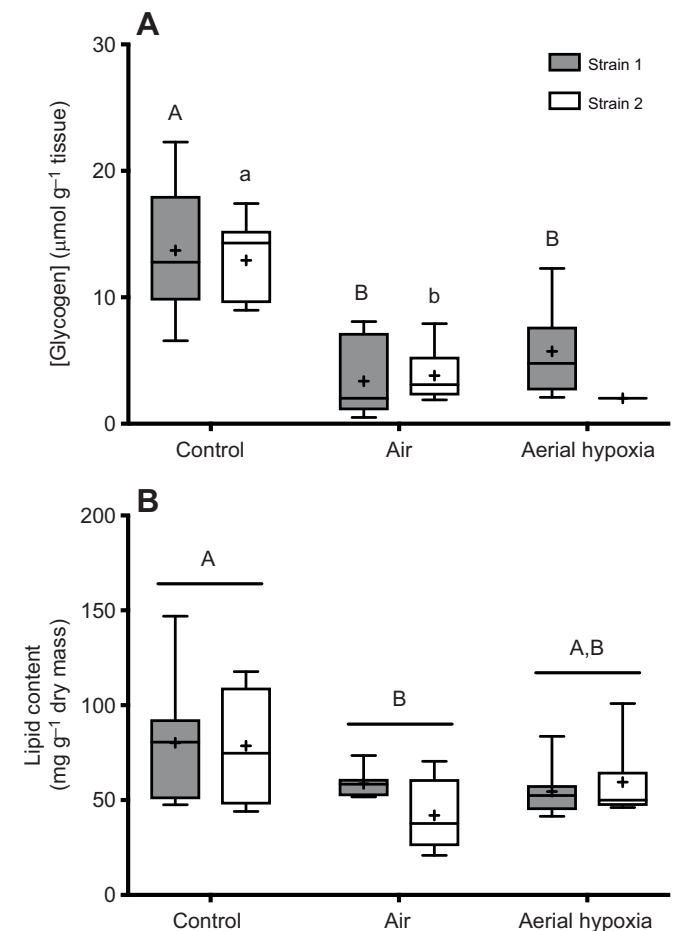 A
30
20
10
0
[Glycogen] (μmol g⁻¹ tissue)
Strain 1
Strain 2
A
a
B
b
B
Control
Air
Aerial hypoxia
B
200
150
100
50
0
Lipid content
(mg g⁻¹ dry mass)
A
B
A,B
Control
Air
Aerial hypoxia